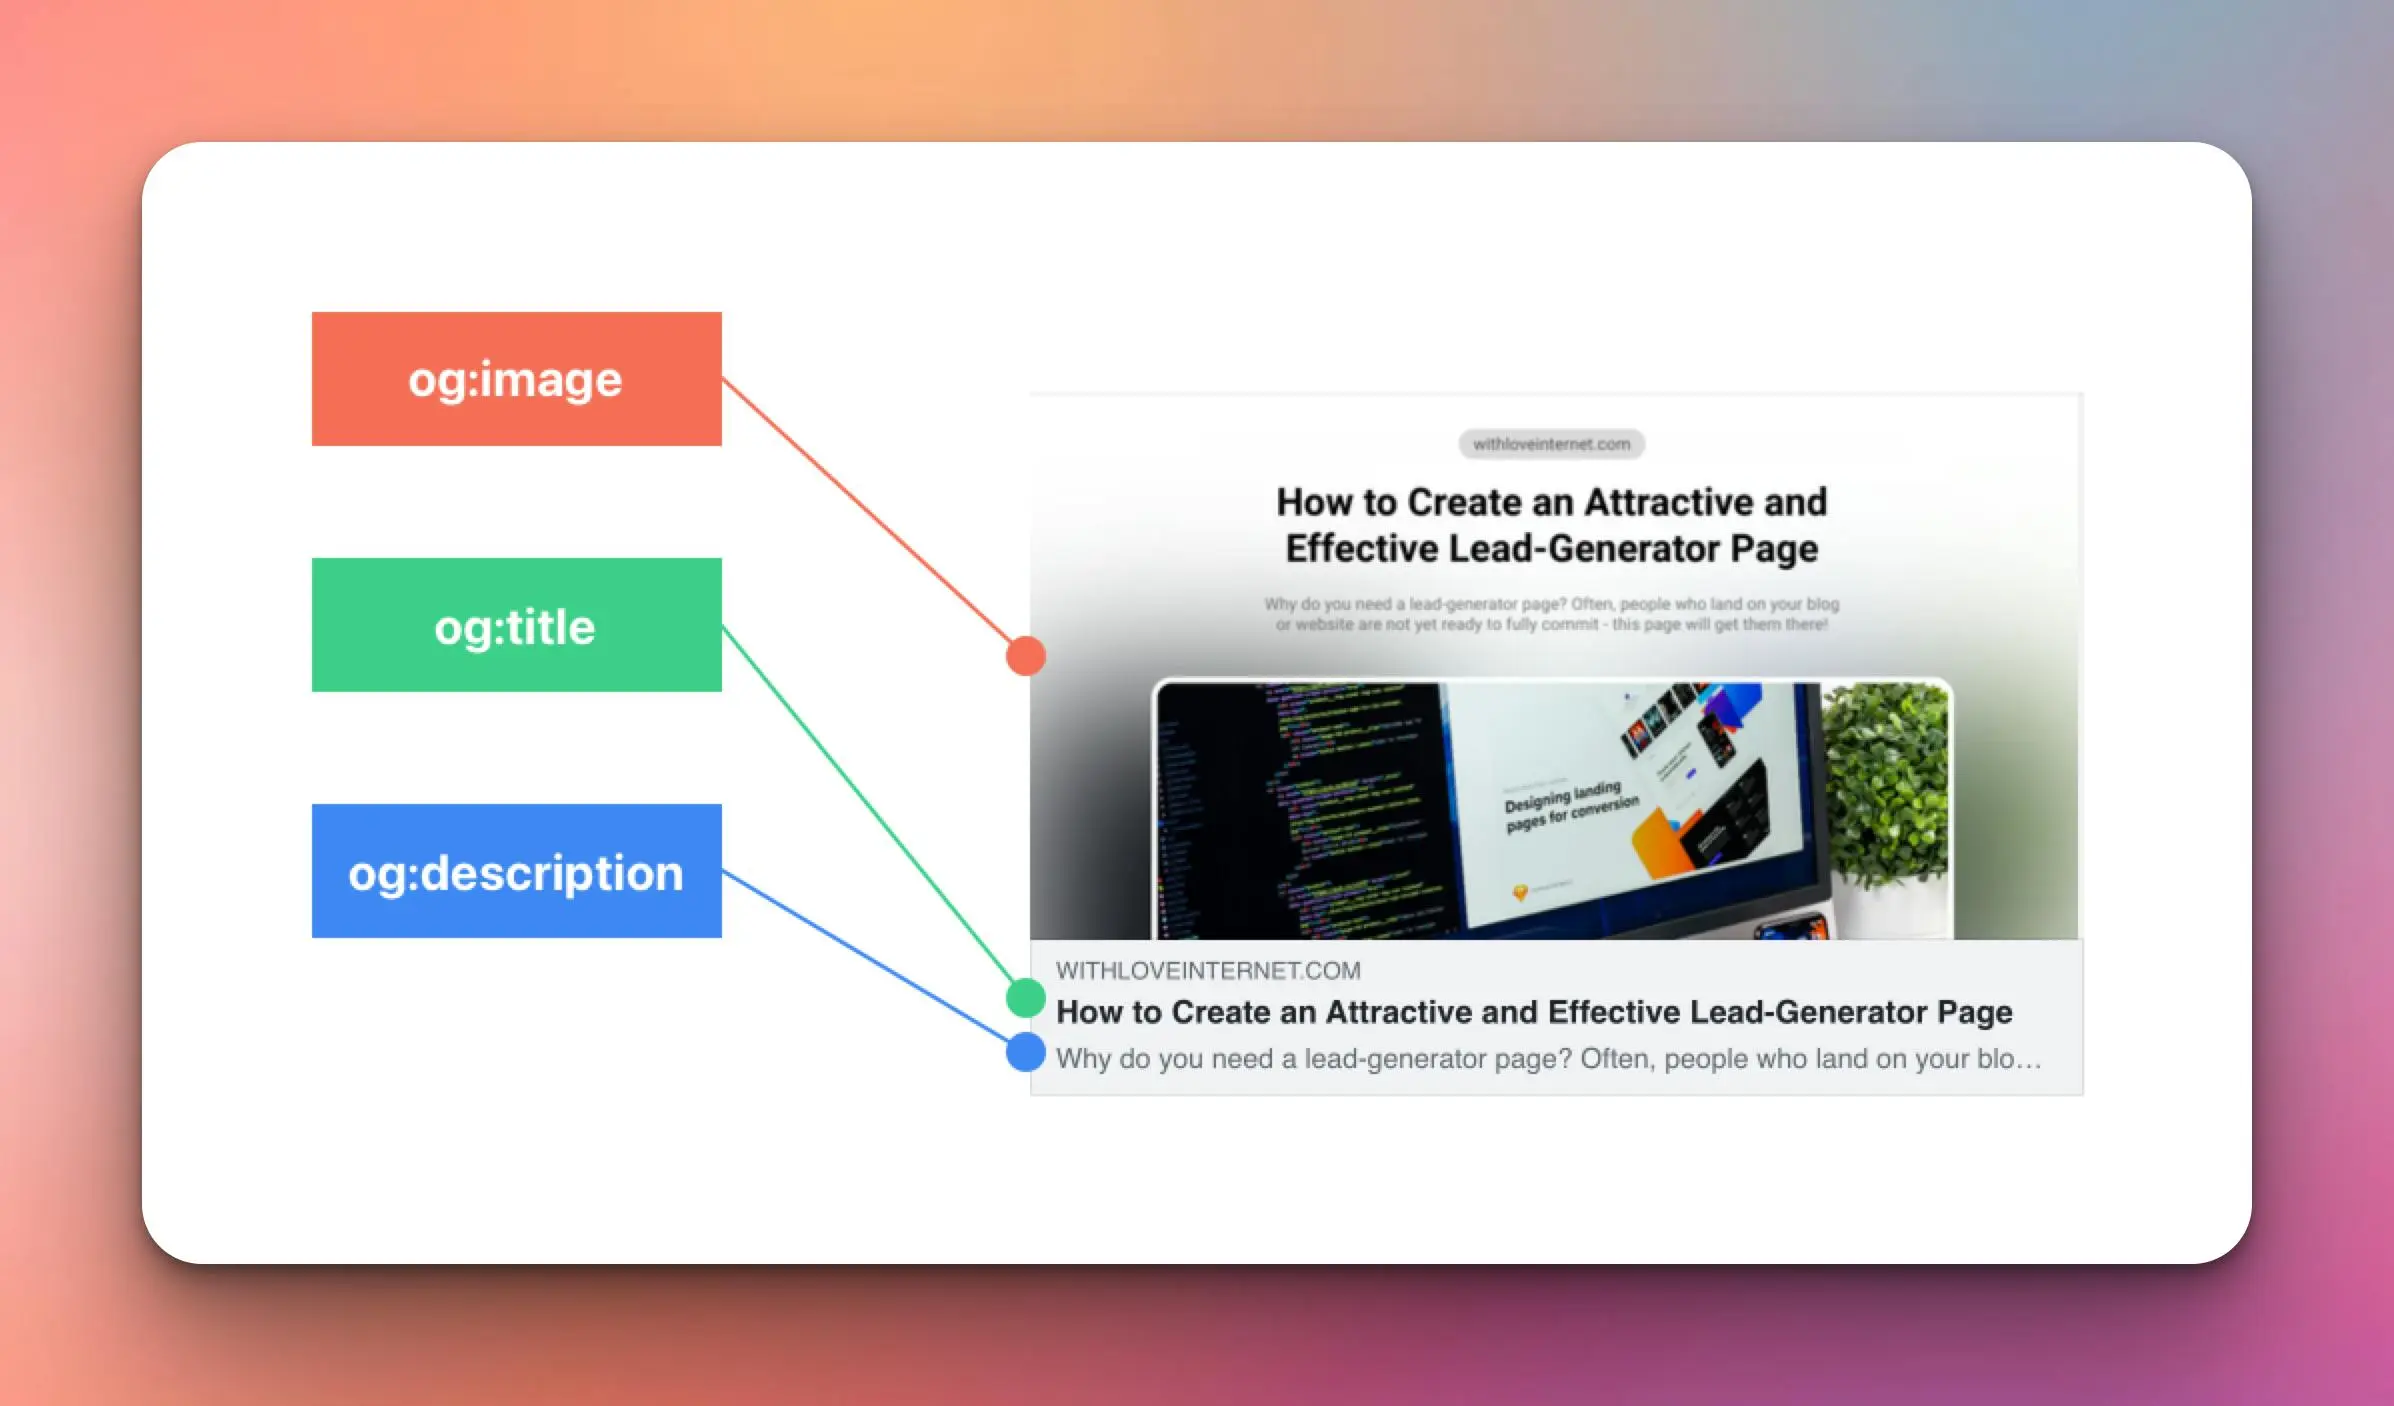 og:image
og:title
og:description
withloveinternet.com
How to Create an Attractive and
Effective Lead-Generator Page
Why do you need a lead-generator page? Often, people who land on your blog
or website are not yet ready to fully commit - this page will get them there!
Designing landing
pages for conversion
WITHLOVEINTERNET.COM
How to Create an Attractive and Effective Lead-Generator Page
Why do you need a lead-generator page? Often, people who land on your blo…